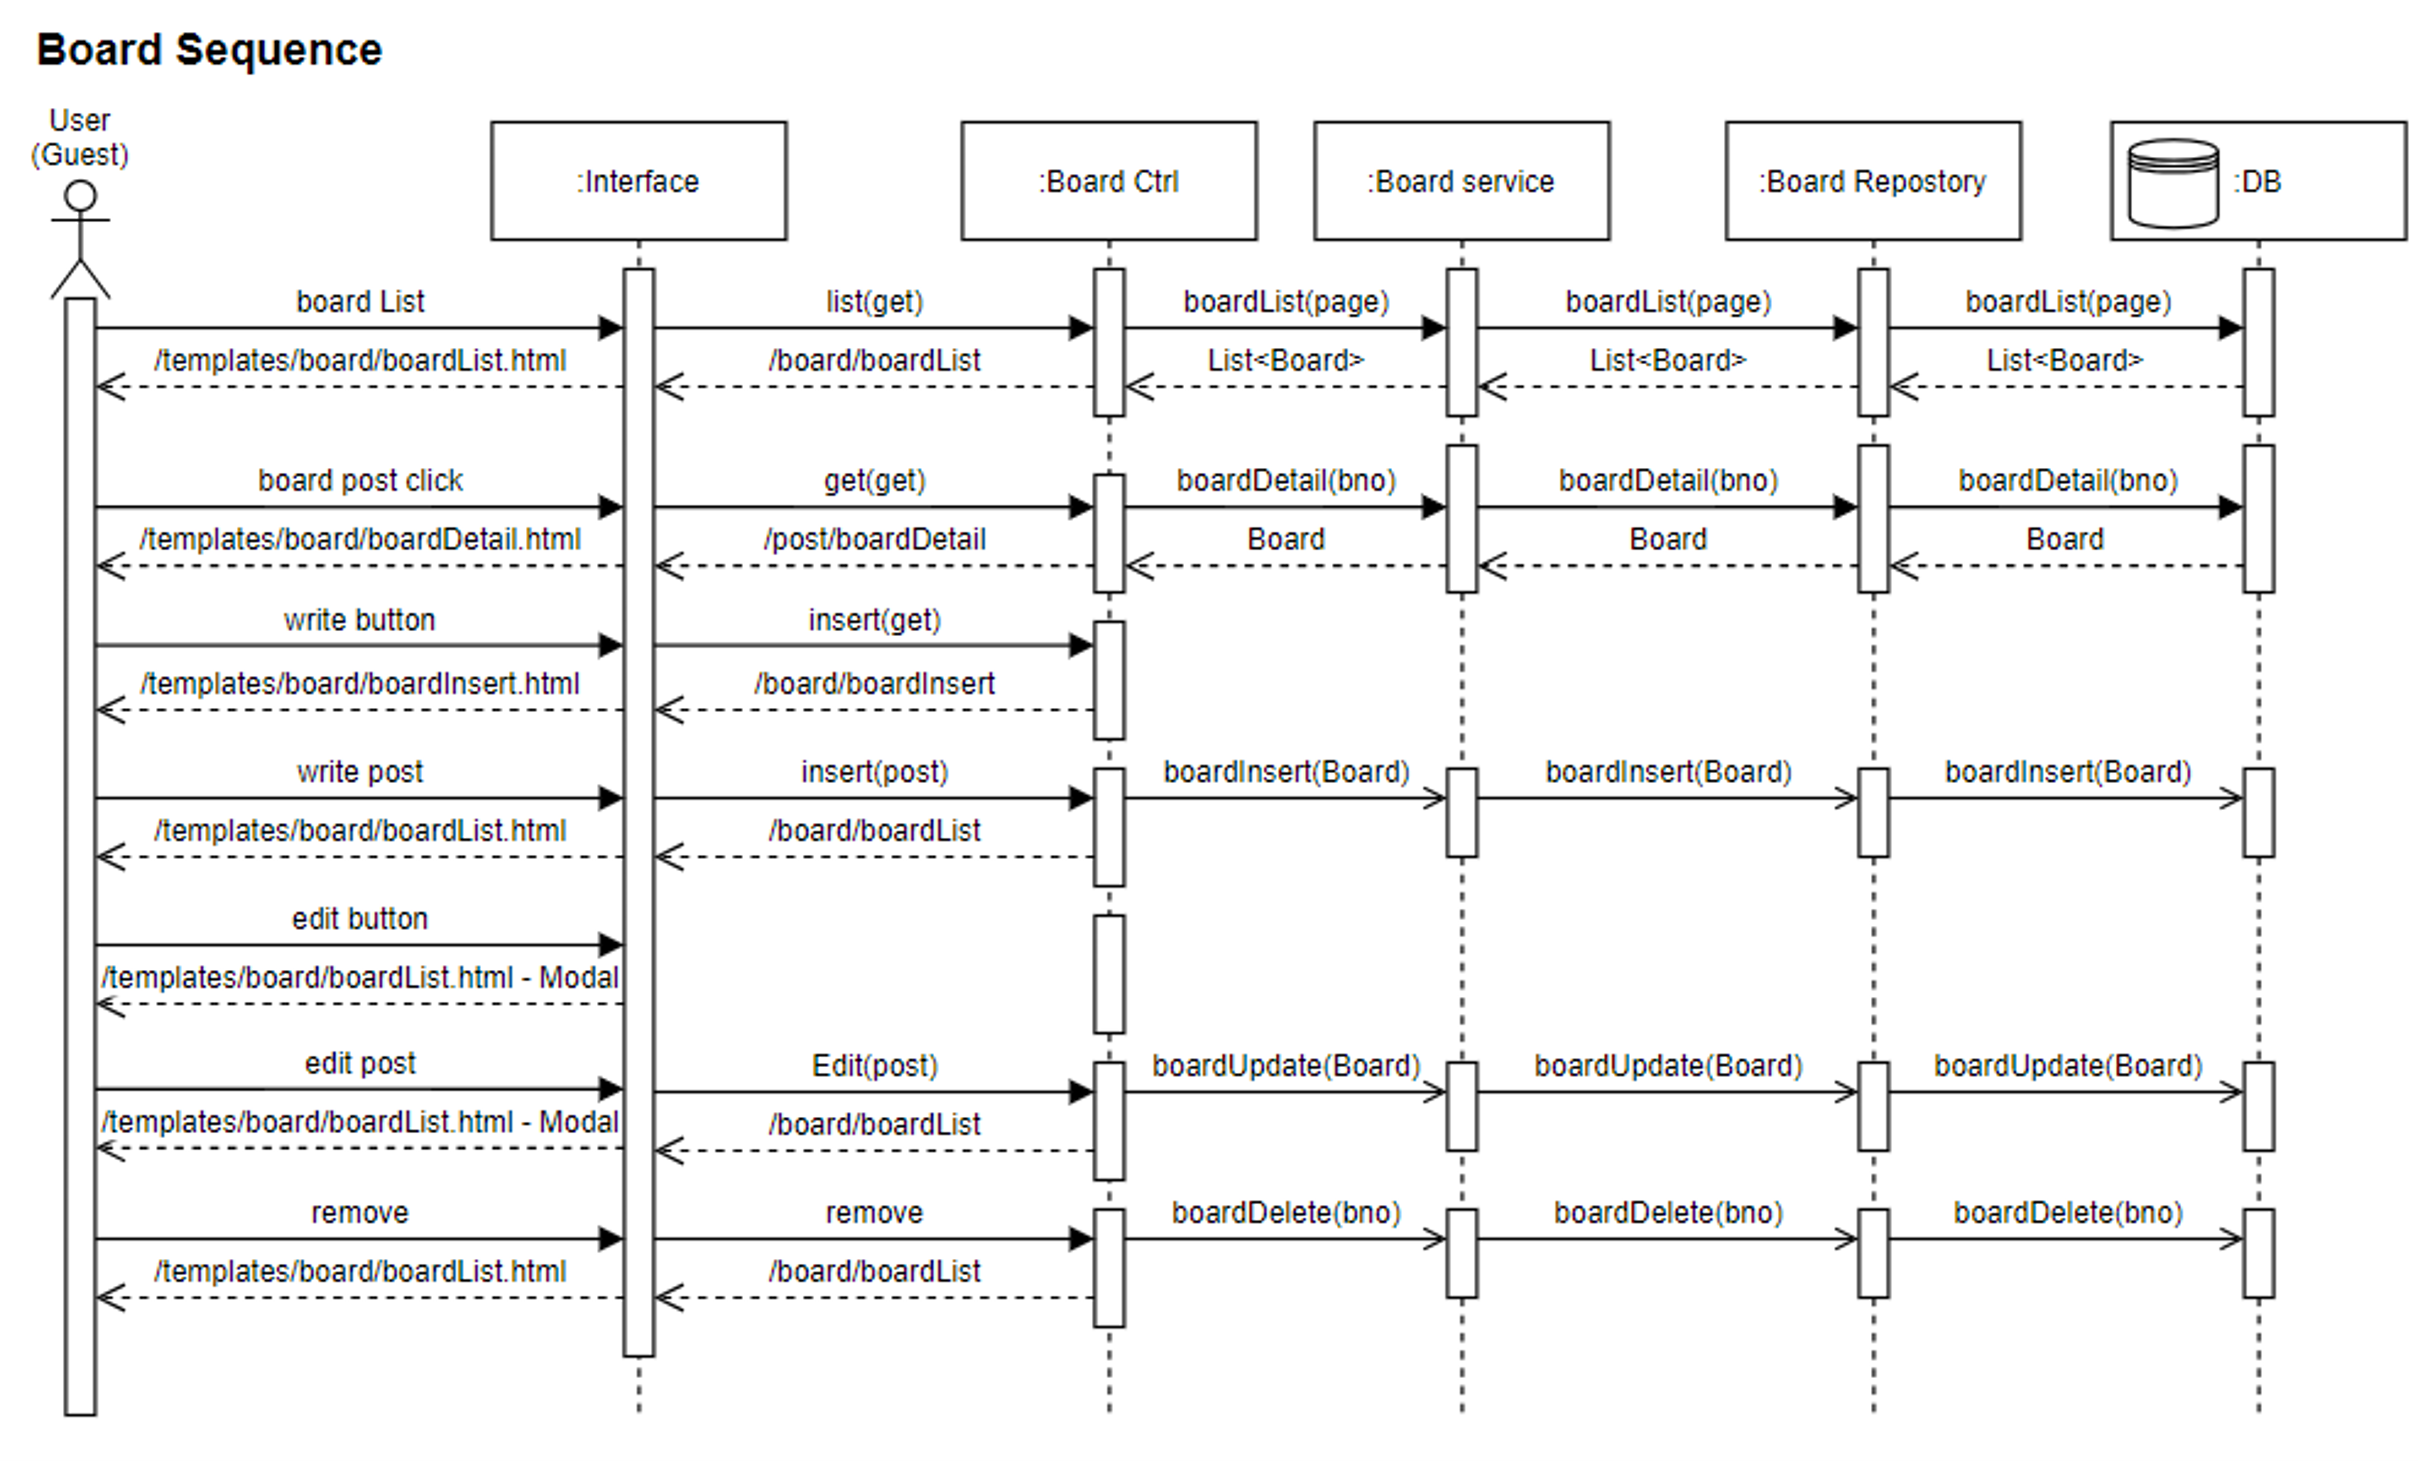 Board Sequence
User
(Guest)
:Interface
:Board Ctrl
:Board service
:Board Repostory
:DB
board List
list(get)
boardList(page)
boardList(page)
boardList(page)
/templates/board/boardList.html
/board/boardList
List<Board>
List<Board>
List<Board>
board post click
get(get)
boardDetail(bno)
boardDetail(bno)
boardDetail(bno)
/templates/board/boardDetail.html
/post/boardDetail
Board
Board
Board
write button
insert(get)
/templates/board/boardInsert.html
/board/boardInsert
write post
insert(post)
boardInsert(Board)
boardInsert(Board)
boardInsert(Board)
/templates/board/boardList.html
/board/boardList
edit button
/templates/board/boardList.html - Modal
edit post
Edit(post)
boardUpdate(Board)
boardUpdate(Board)
boardUpdate(Board)
/templates/board/boardList.html - Modal
/board/boardList
remove
remove
boardDelete(bno)
boardDelete(bno)
boardDelete(bno)
/templates/board/boardList.html
/board/boardList